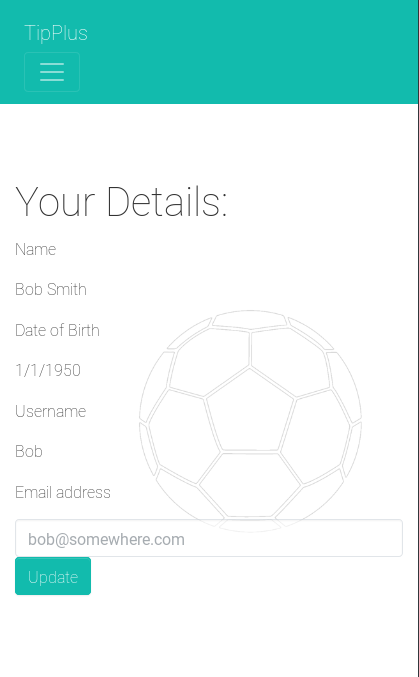 TipPlus
Your Details:
Name
Bob Smith
Date of Birth
1/1/1950
Username
Bob
Email address
bob@somewhere.com
Update